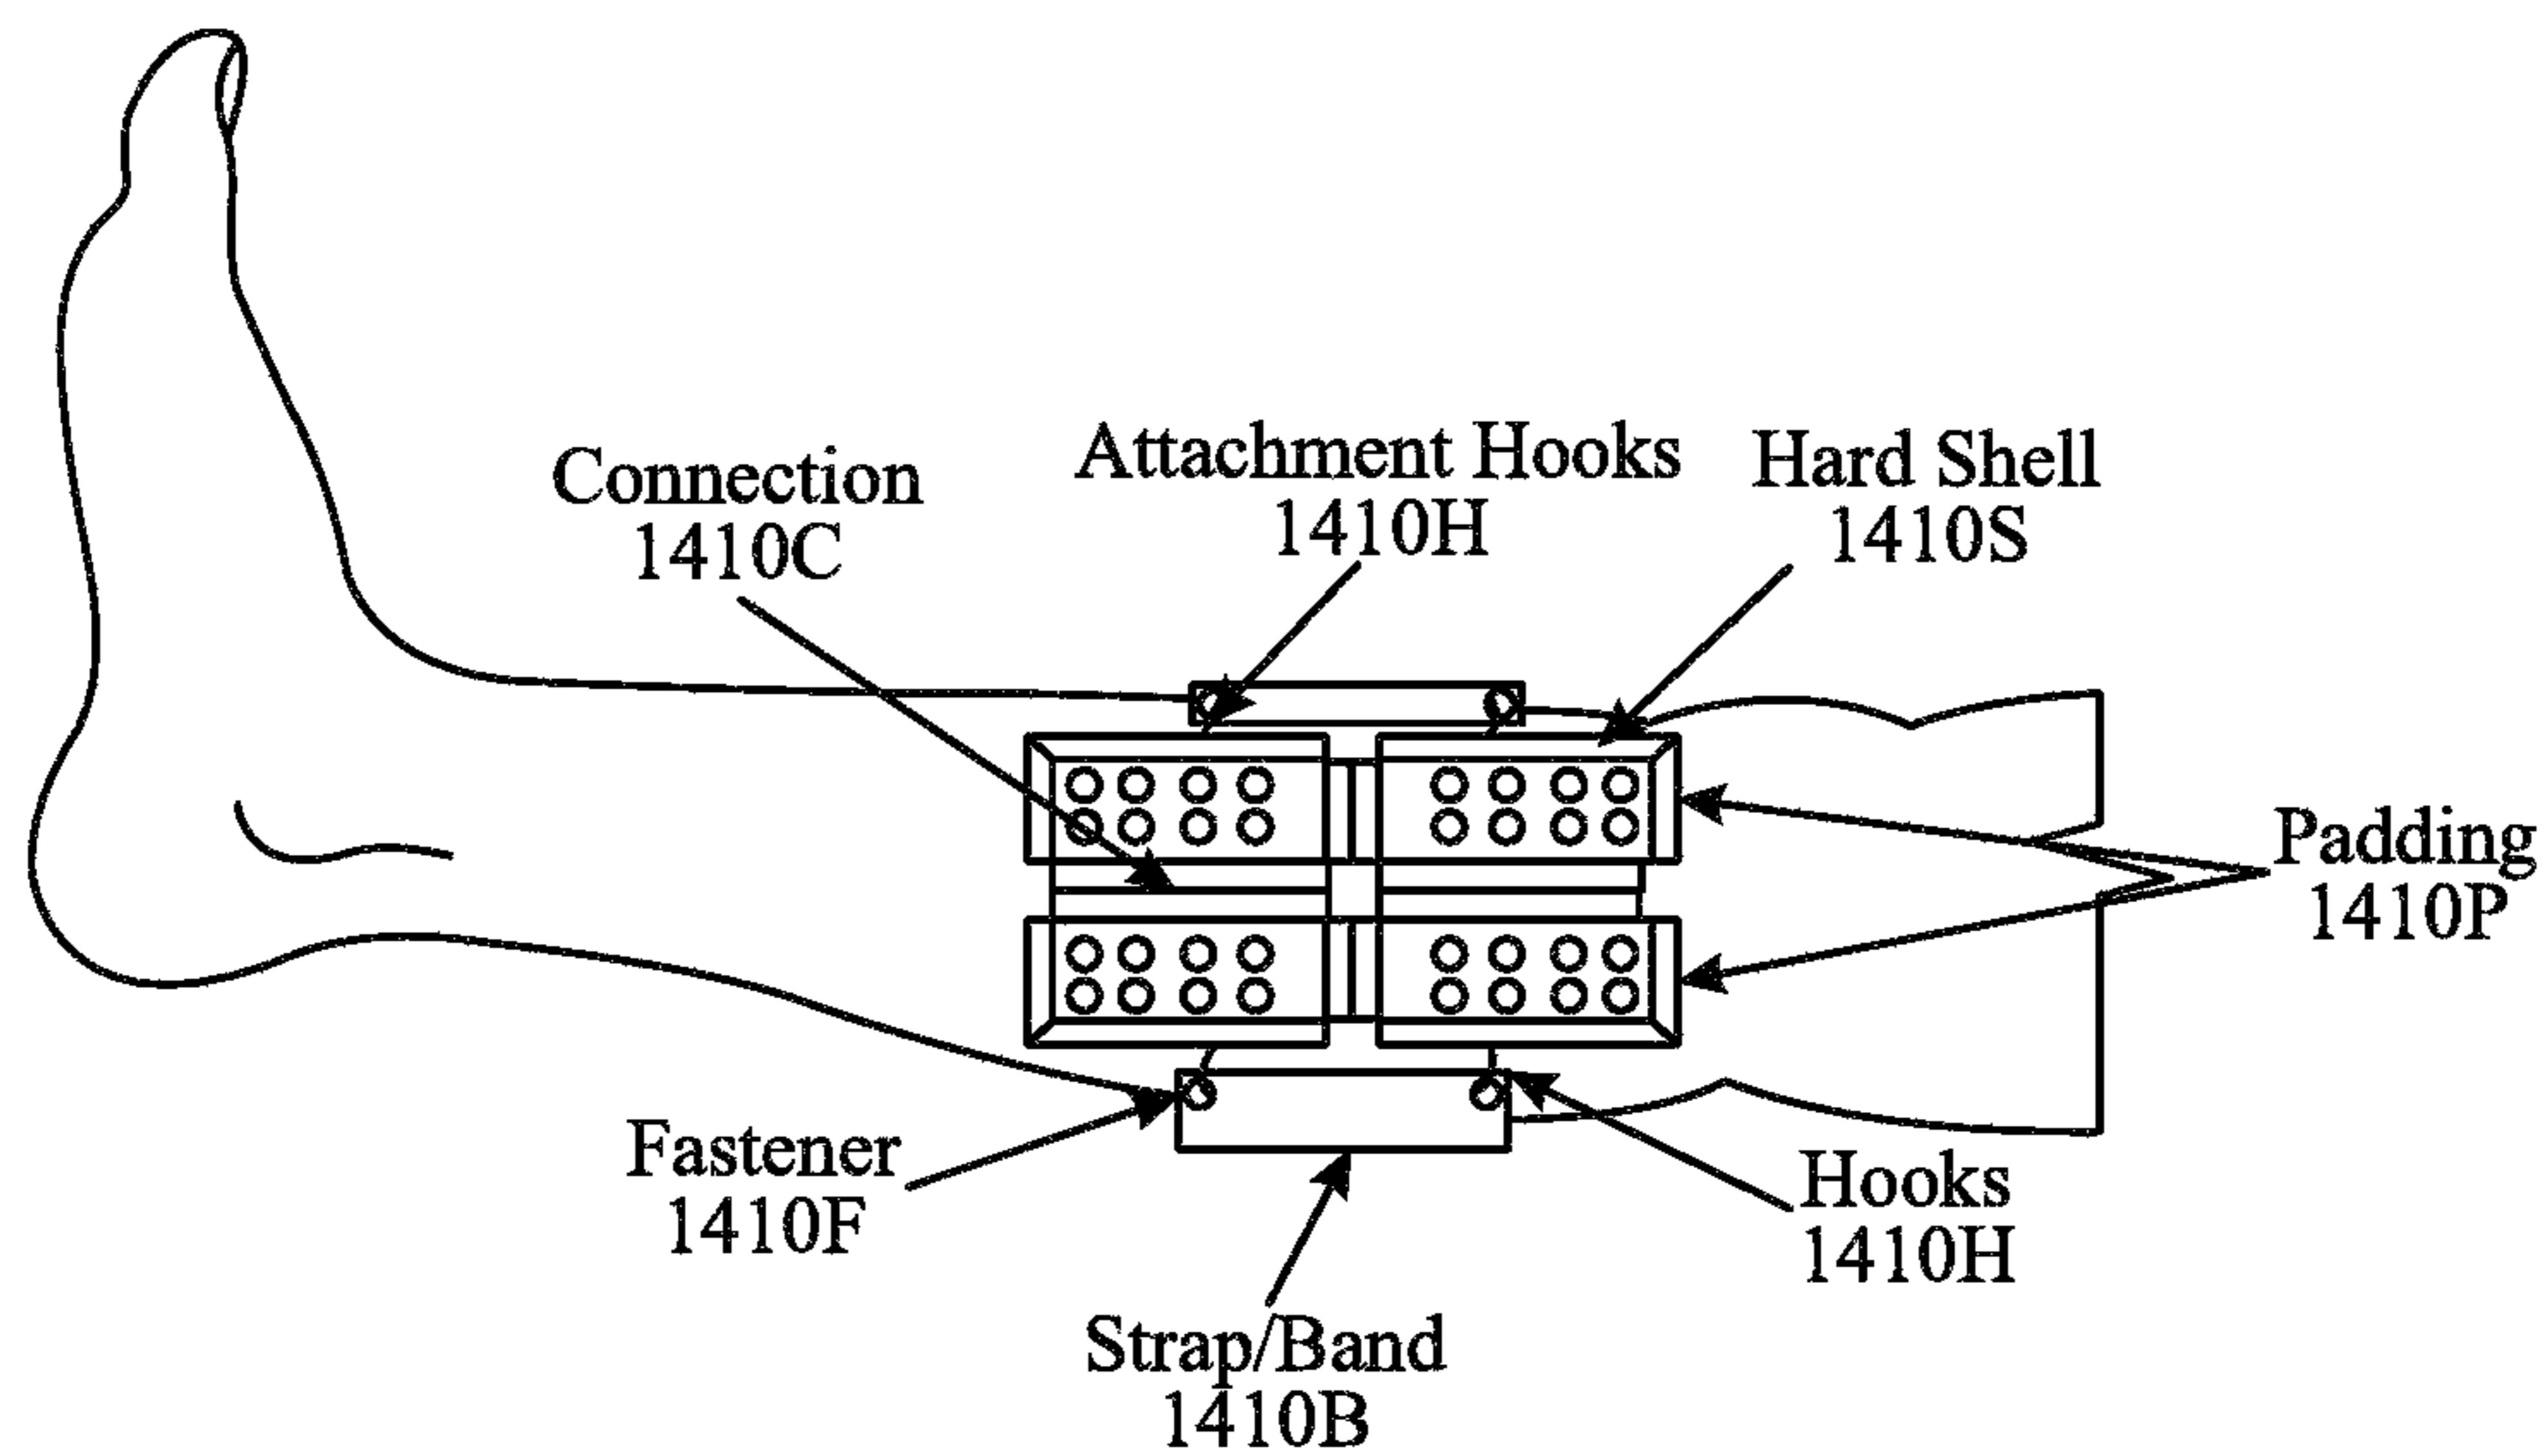 Connection
1410C
Attachment Hooks
1410H
Hard Shell
1410S
Padding
1410P
Fastener
1410F
Hooks
1410H
Strap/Band
1410B